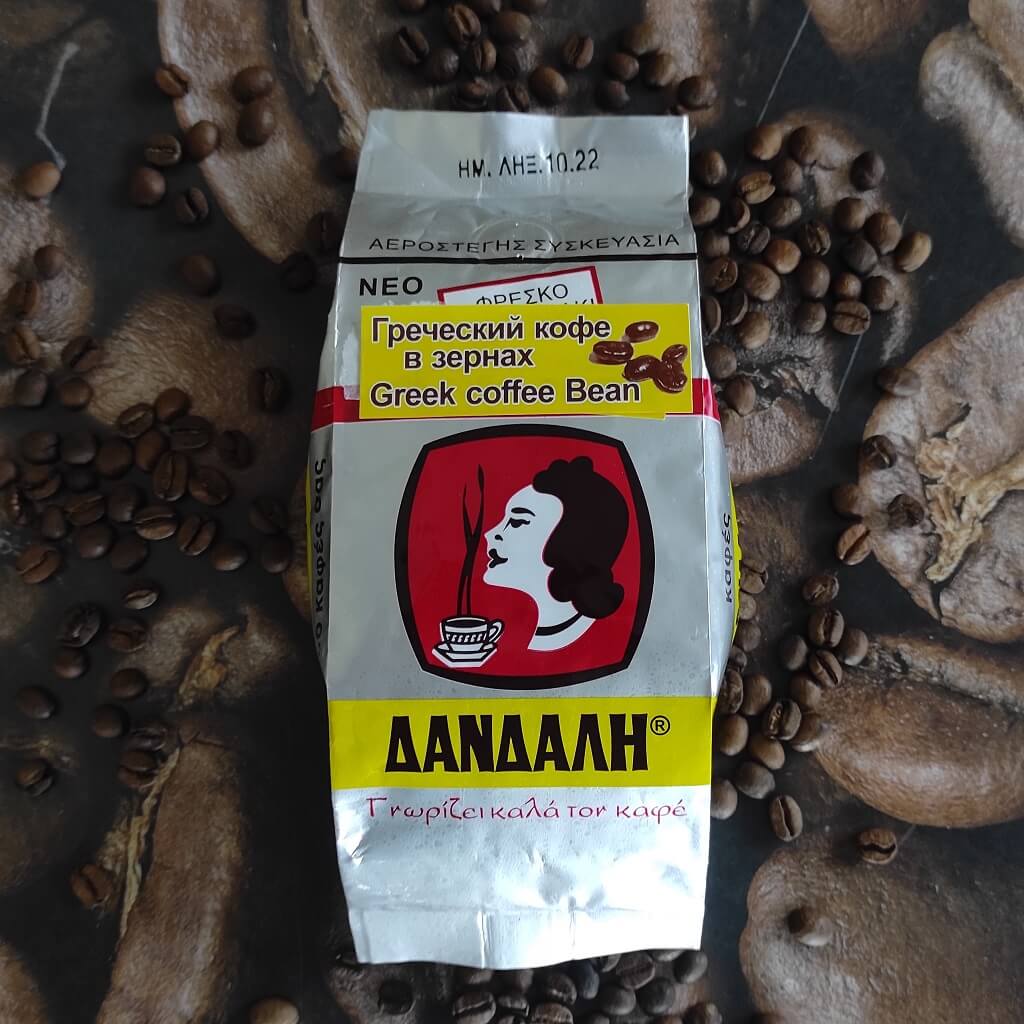 ΗΜ. ΛΗΞ.10.22
ΑΕΡΟΣΤΕΓΗΣ ΣΥΣΚΕΥΑΣΙΑ
ΝΕΟ
ΦΡΕΣΚΟ
Греческий кофе
в зернах
Greek coffee Bean
ΔΑΝΔΑΛΗ®
Γνωρίζει καλά τον καφέ
καφές